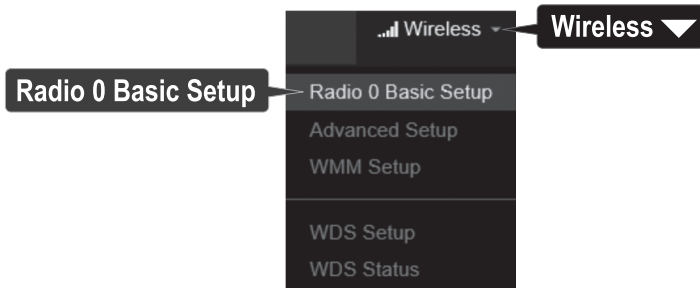 Wireless
Wireless
Radio 0 Basic Setup
Radio 0 Basic Setup
Advanced Setup
WMM Setup
WDS Setup
WDS Status